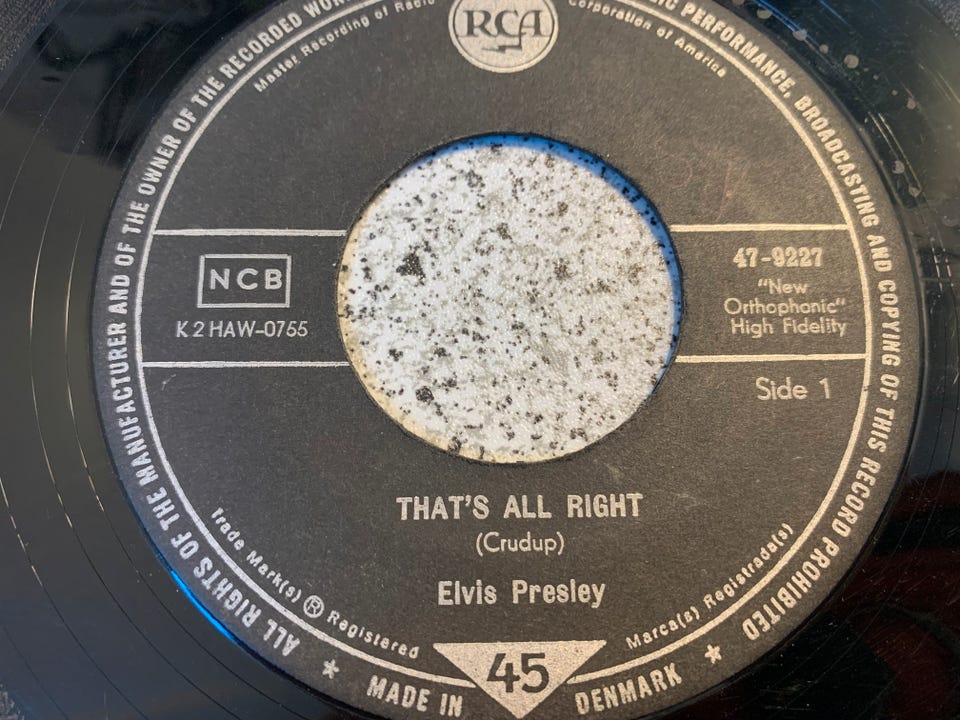 ALL RIGHTS OF THE MANUFACTURER AND OF THE OWNER OF THE RECORDED
PERFORMANCE, BROADCASTING AND COPYING OF THIS RECORD PROHIBITED
Master Recording of Radio
RCA
Corporation of America
NCB
K 2 HAW-0755
47-9227
"New
Orthophonic"
High Fidelity
Side 1
THAT'S ALL RIGHT
(Crudup)
Elvis Presley
Trade Mark(s) ® Registered
Marca(s) Registrada(s)
45
★ MADE IN DENMARK ★